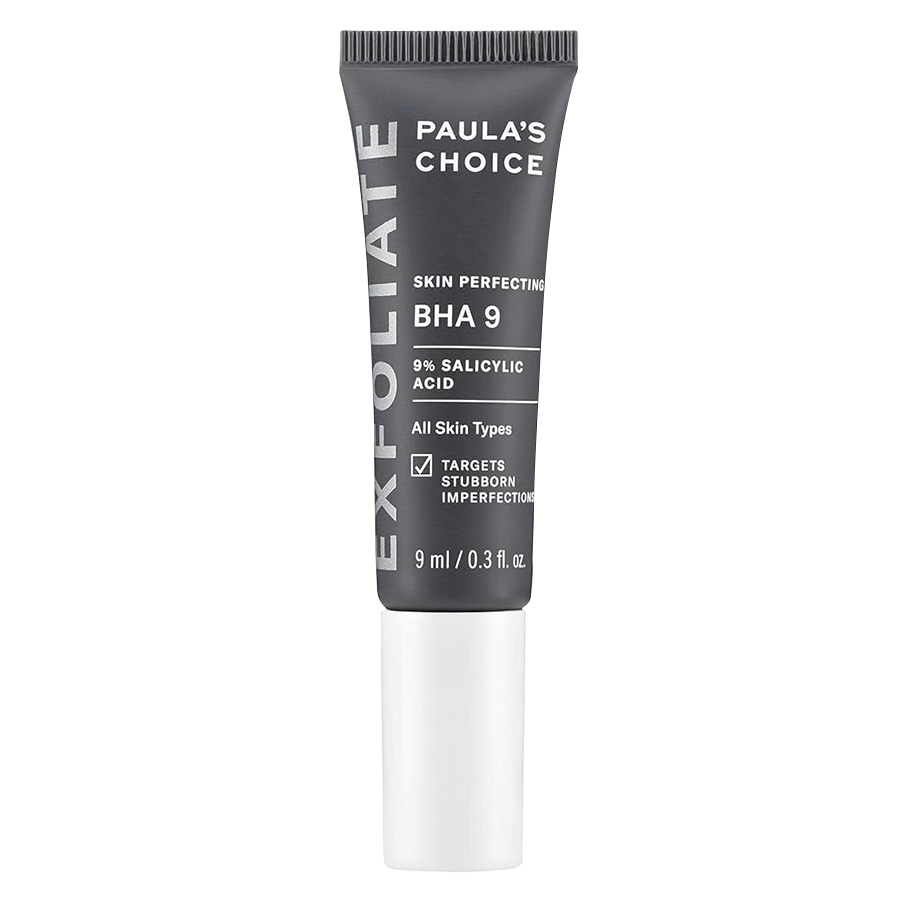 EXFOLIATE
PAULA'S
CHOICE
SKIN PERFECTING
BHA 9
9% SALICYLIC
ACID
All Skin Types
TARGETS
STUBBORN
IMPERFECTIONS
9 ml / 0.3 fl. oz.